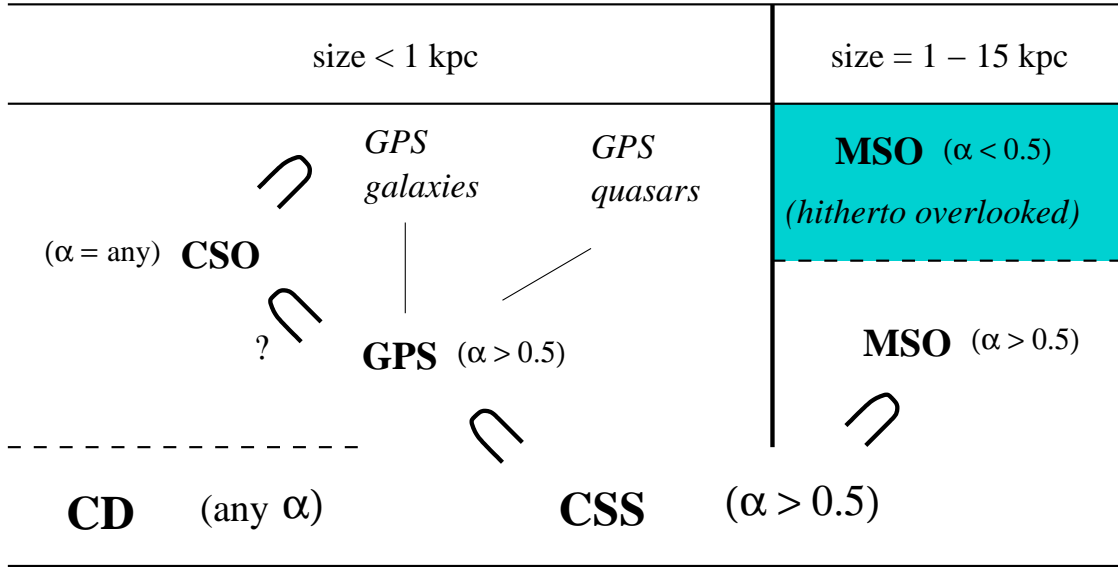 size < 1 kpc
size = 1 – 15 kpc
GPS
galaxies
GPS
quasars
MSO (α < 0.5)
(hitherto overlooked)
(α = any) CSO
?
GPS (α > 0.5)
MSO (α > 0.5)
CD (any α)
CSS (α > 0.5)